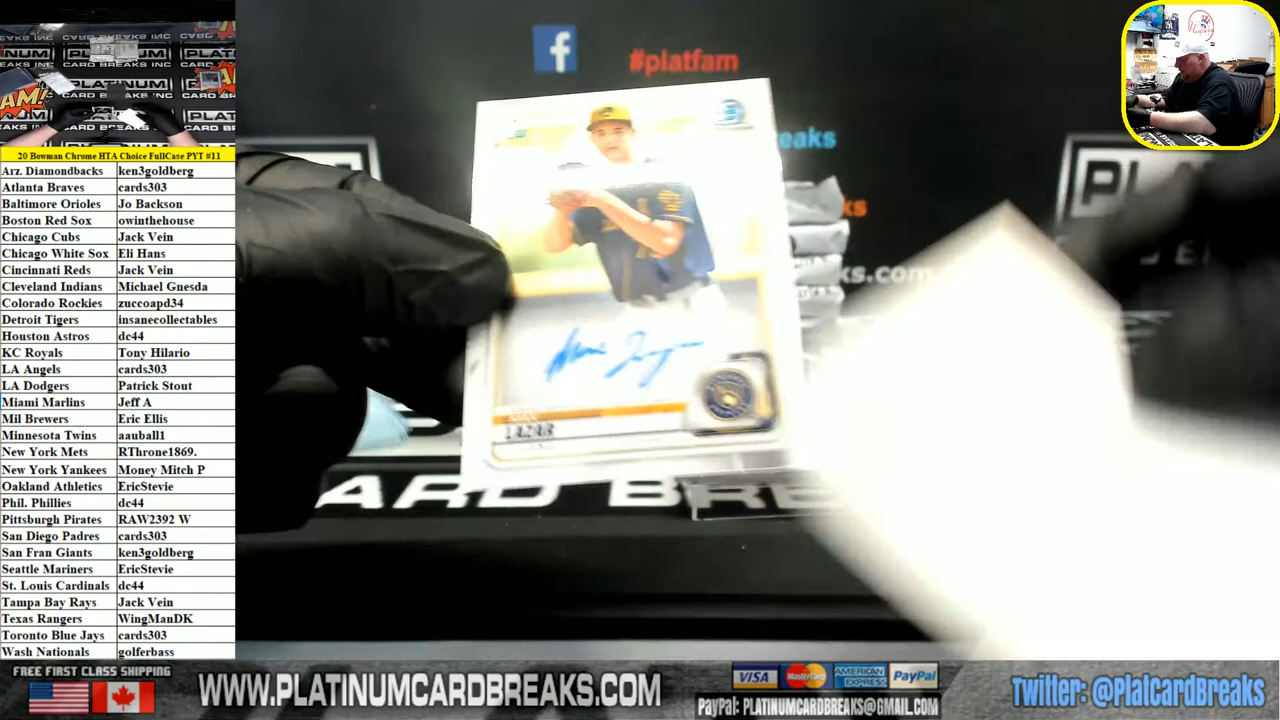 #platfam
20 Bowman Chrome HTA Choice FullCase PYT #11
Arz. Diamondbacks ken3goldberg
Atlanta Braves cards303
Baltimore Orioles Jo Backson
Boston Red Sox owinthehouse
Chicago Cubs Jack Vein
Chicago White Sox Eli Hans
Cincinnati Reds Jack Vein
Cleveland Indians Michael Gnesda
Colorado Rockies zuccoapd34
Detroit Tigers insanecollectables
Houston Astros dc44
KC Royals Tony Hilario
LA Angels cards303
LA Dodgers Patrick Stout
Miami Marlins Jeff A
Mil Brewers Eric Ellis
Minnesota Twins aauball1
New York Mets RThrone1869.
New York Yankees Money Mitch P
Oakland Athletics EricStevie
Phil. Phillies dc44
Pittsburgh Pirates RAW2392 W
San Diego Padres cards303
San Fran Giants ken3goldberg
Seattle Mariners EricStevie
St. Louis Cardinals dc44
Tampa Bay Rays Jack Vein
Texas Rangers WingManDK
Toronto Blue Jays cards303
Wash Nationals golferbass
LAZAR
ARD BRE
FREE FIRST CLASS SHIPPING
WWW.PLATINUMCARDBREAKS.COM
VISA MasterCard AMERICAN EXPRESS PayPal
PayPal: PLATINUMCARDBREAKS@GMAIL.COM
Twitter: @PlatCardBreaks